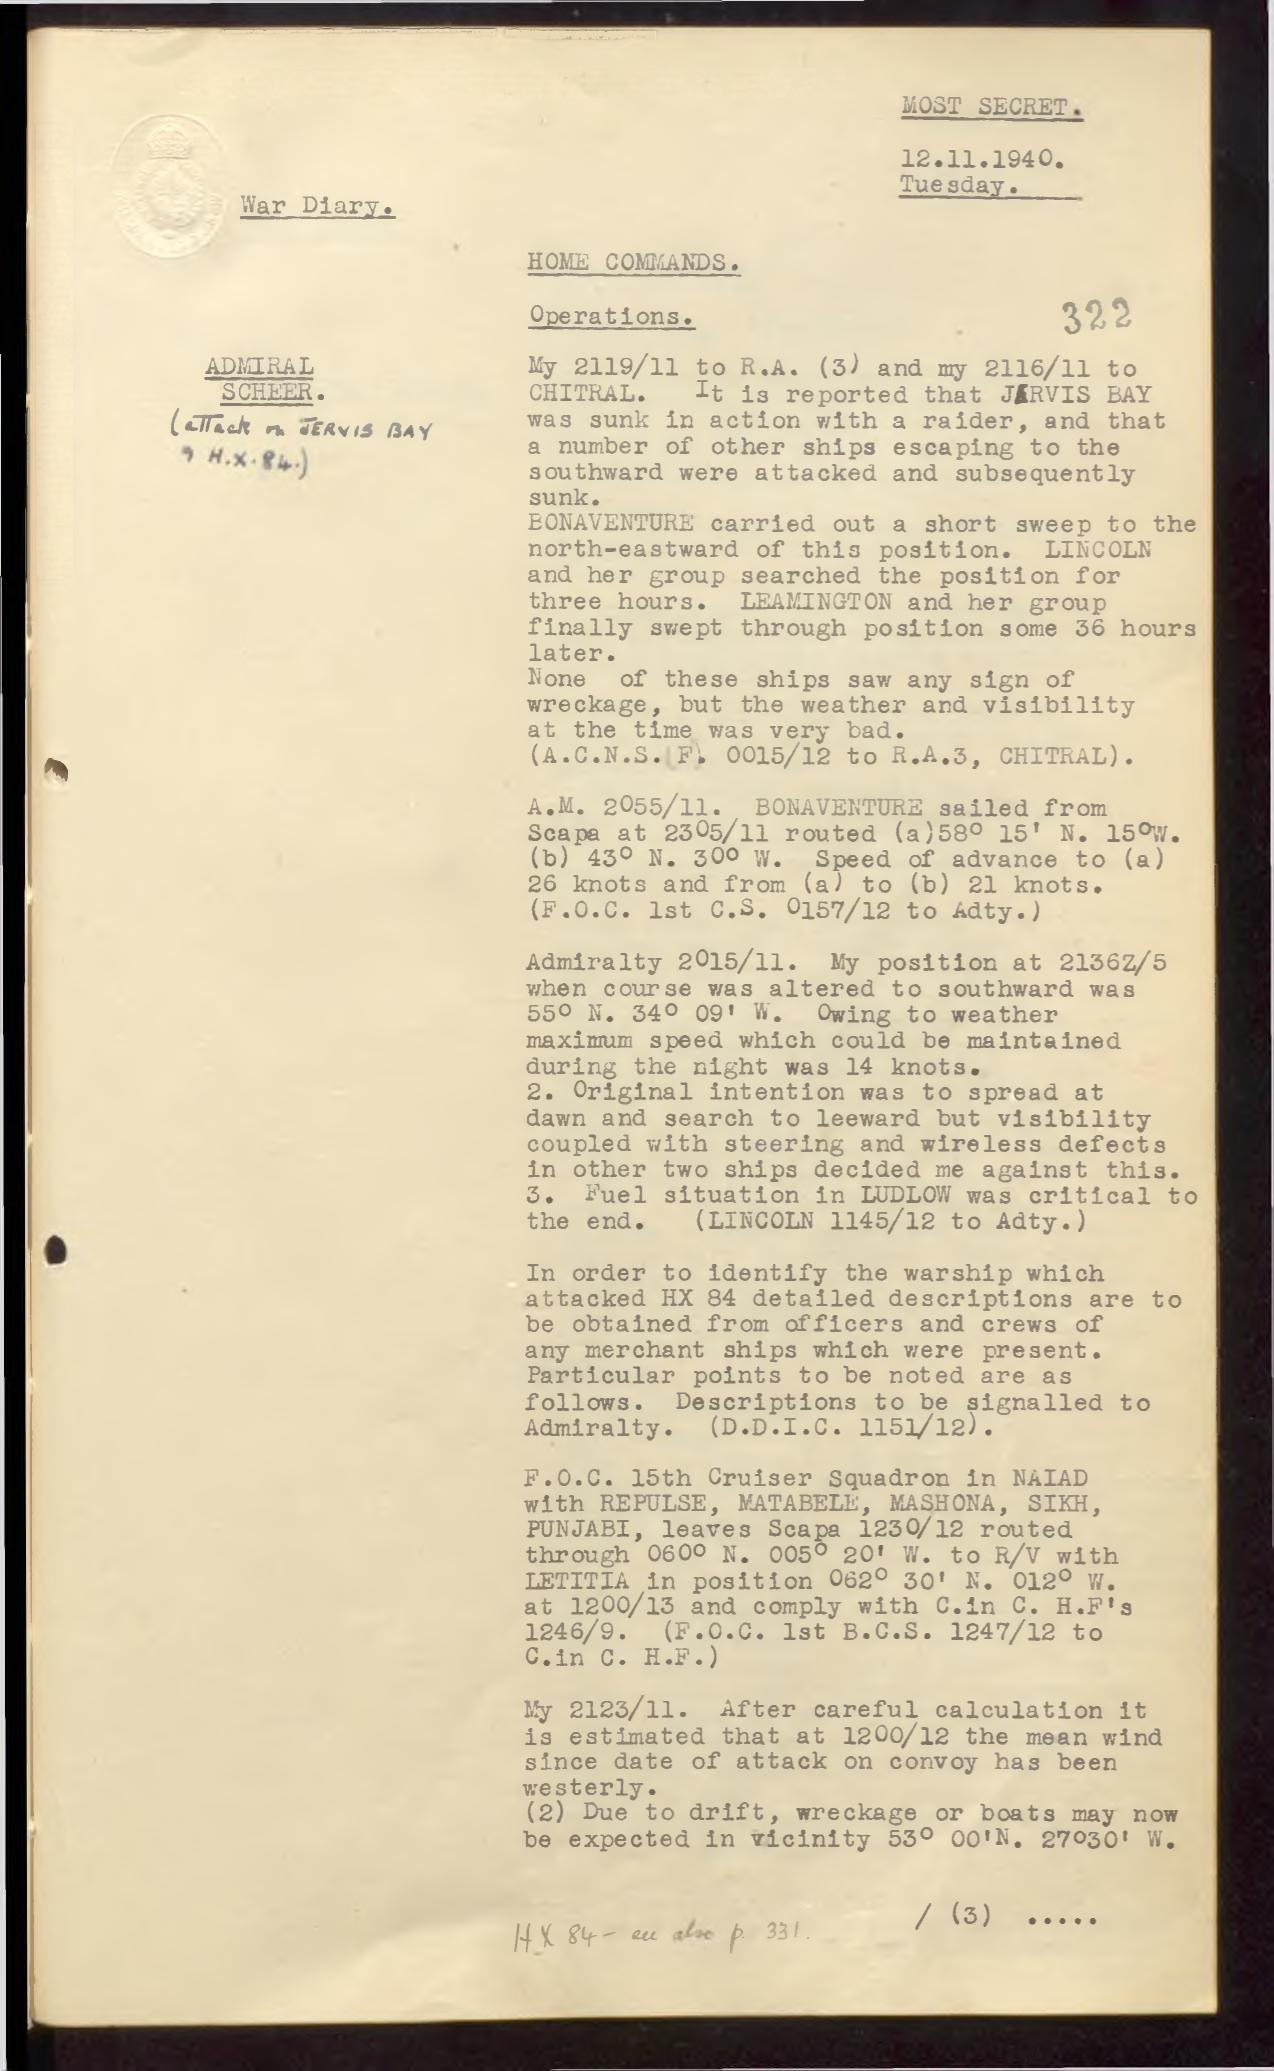 MOST SECRET.
12.11.1940.
Tuesday.
War Diary.
HOME COMMANDS.
Operations.
322
ADMIRAL
SCHEER.
(attack on JERVIS BAY
& H.X.84.)
My 2119/11 to R.A. (3) and my 2116/11 to
CHITRAL. It is reported that JERVIS BAY
was sunk in action with a raider, and that
a number of other ships escaping to the
southward were attacked and subsequently
sunk.
BONAVENTURE carried out a short sweep to the
north-eastward of this position. LINCOLN
and her group searched the position for
three hours. LEAMINGTON and her group
finally swept through position some 36 hours
later.
None of these ships saw any sign of
wreckage, but the weather and visibility
at the time was very bad.
(A.C.N.S.(F). 0015/12 to R.A.3, CHITRAL).
A.M. 2055/11. BONAVENTURE sailed from
Scapa at 2305/11 routed (a)58° 15' N. 15°W.
(b) 43° N. 30° W. Speed of advance to (a)
26 knots and from (a) to (b) 21 knots.
(F.O.C. 1st C.S. 0157/12 to Adty.)
Admiralty 2015/11. My position at 2136Z/5
when course was altered to southward was
55° N. 34° 09' W. Owing to weather
maximum speed which could be maintained
during the night was 14 knots.
2. Original intention was to spread at
dawn and search to leeward but visibility
coupled with steering and wireless defects
in other two ships decided me against this.
3. Fuel situation in LUDLOW was critical to
the end. (LINCOLN 1145/12 to Adty.)
In order to identify the warship which
attacked HX 84 detailed descriptions are to
be obtained from officers and crews of
any merchant ships which were present.
Particular points to be noted are as
follows. Descriptions to be signalled to
Admiralty. (D.D.I.C. 1151/12).
F.O.C. 15th Cruiser Squadron in NAIAD
with REPULSE, MATABELE, MASHONA, SIKH,
PUNJABI, leaves Scapa 1230/12 routed
through 060° N. 005° 20' W. to R/V with
LETITIA in position 062° 30' N. 012° W.
at 1200/13 and comply with C.in C. H.F's
1246/9. (F.O.C. 1st B.C.S. 1247/12 to
C.in C. H.F.)
My 2123/11. After careful calculation it
is estimated that at 1200/12 the mean wind
since date of attack on convoy has been
westerly.
(2) Due to drift, wreckage or boats may now
be expected in vicinity 53° 00'N. 27°30' W.
/ (3) .....
HX 84 - see also p. 331.